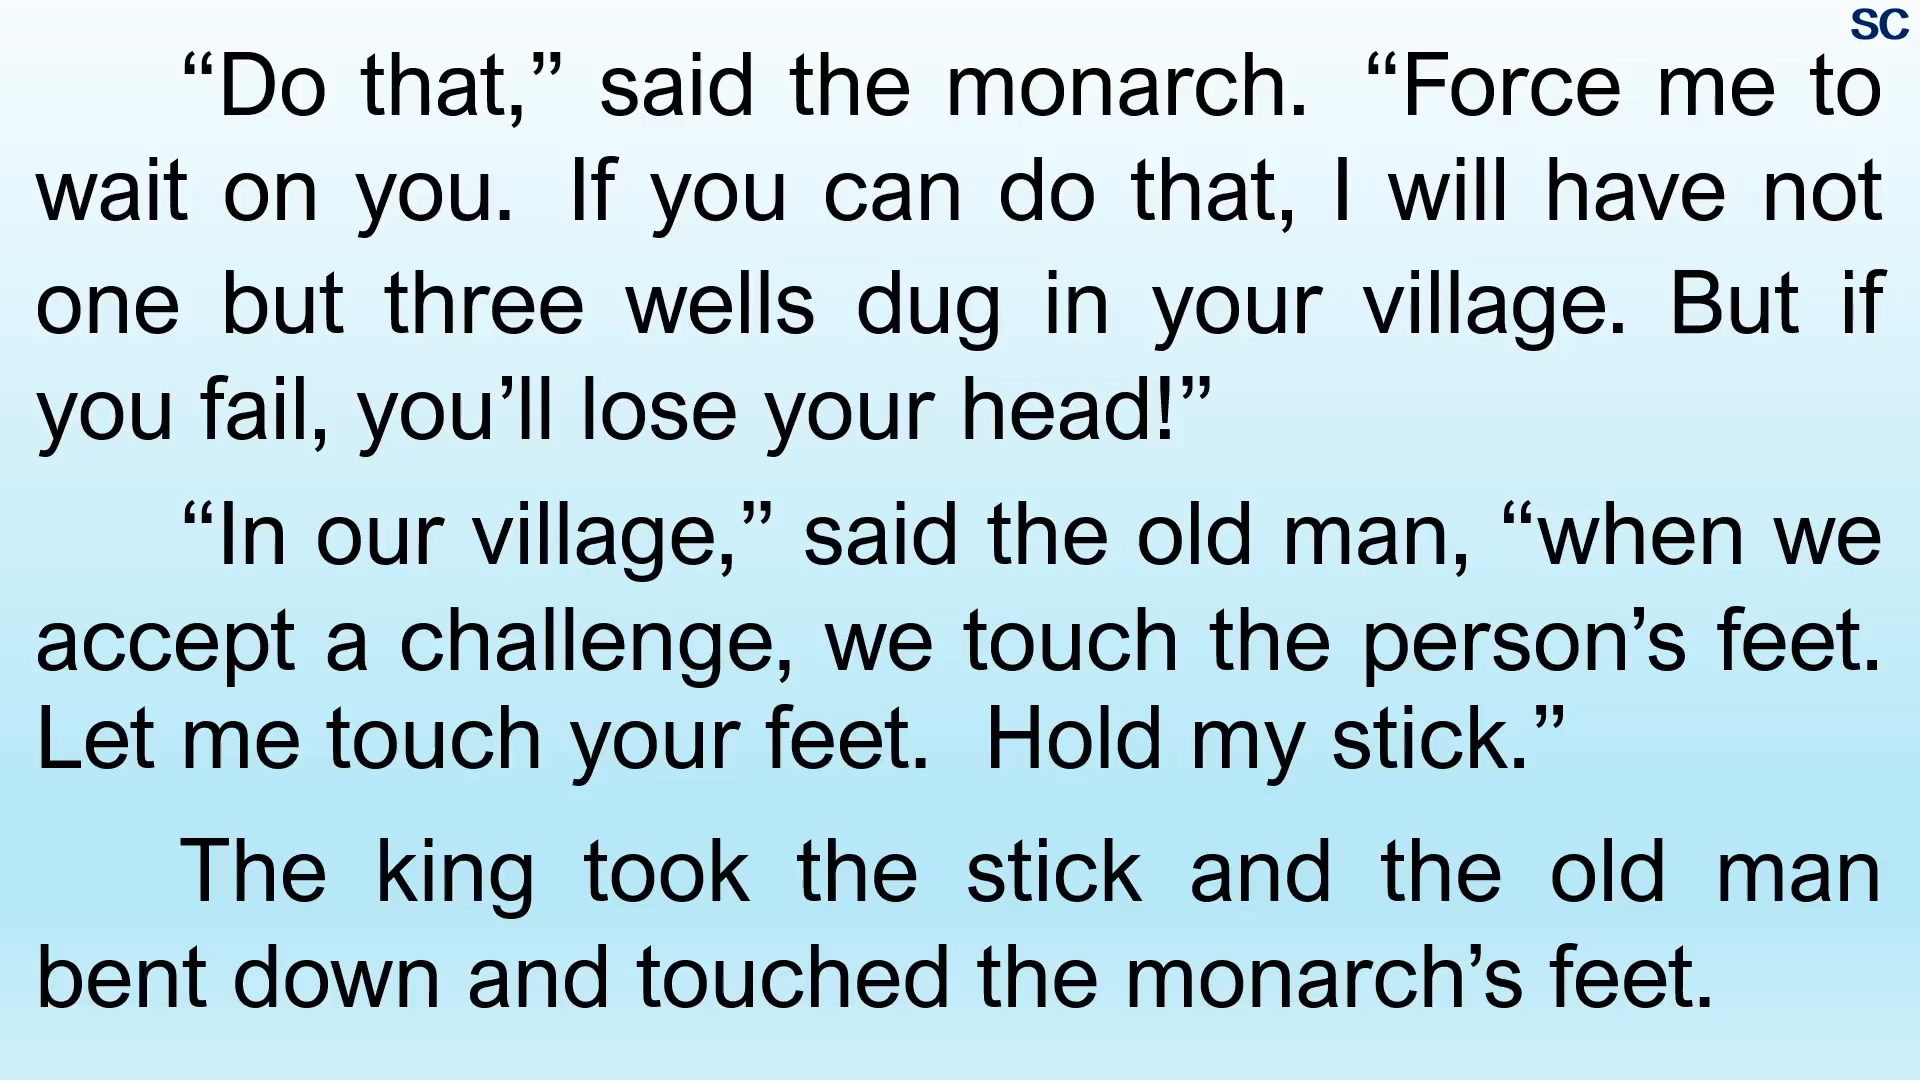 SC
“Do that,” said the monarch. “Force me to
wait on you. If you can do that, I will have not
one but three wells dug in your village. But if
you fail, you’ll lose your head!”
“In our village,” said the old man, “when we
accept a challenge, we touch the person’s feet.
Let me touch your feet. Hold my stick.”
The king took the stick and the old man
bent down and touched the monarch’s feet.